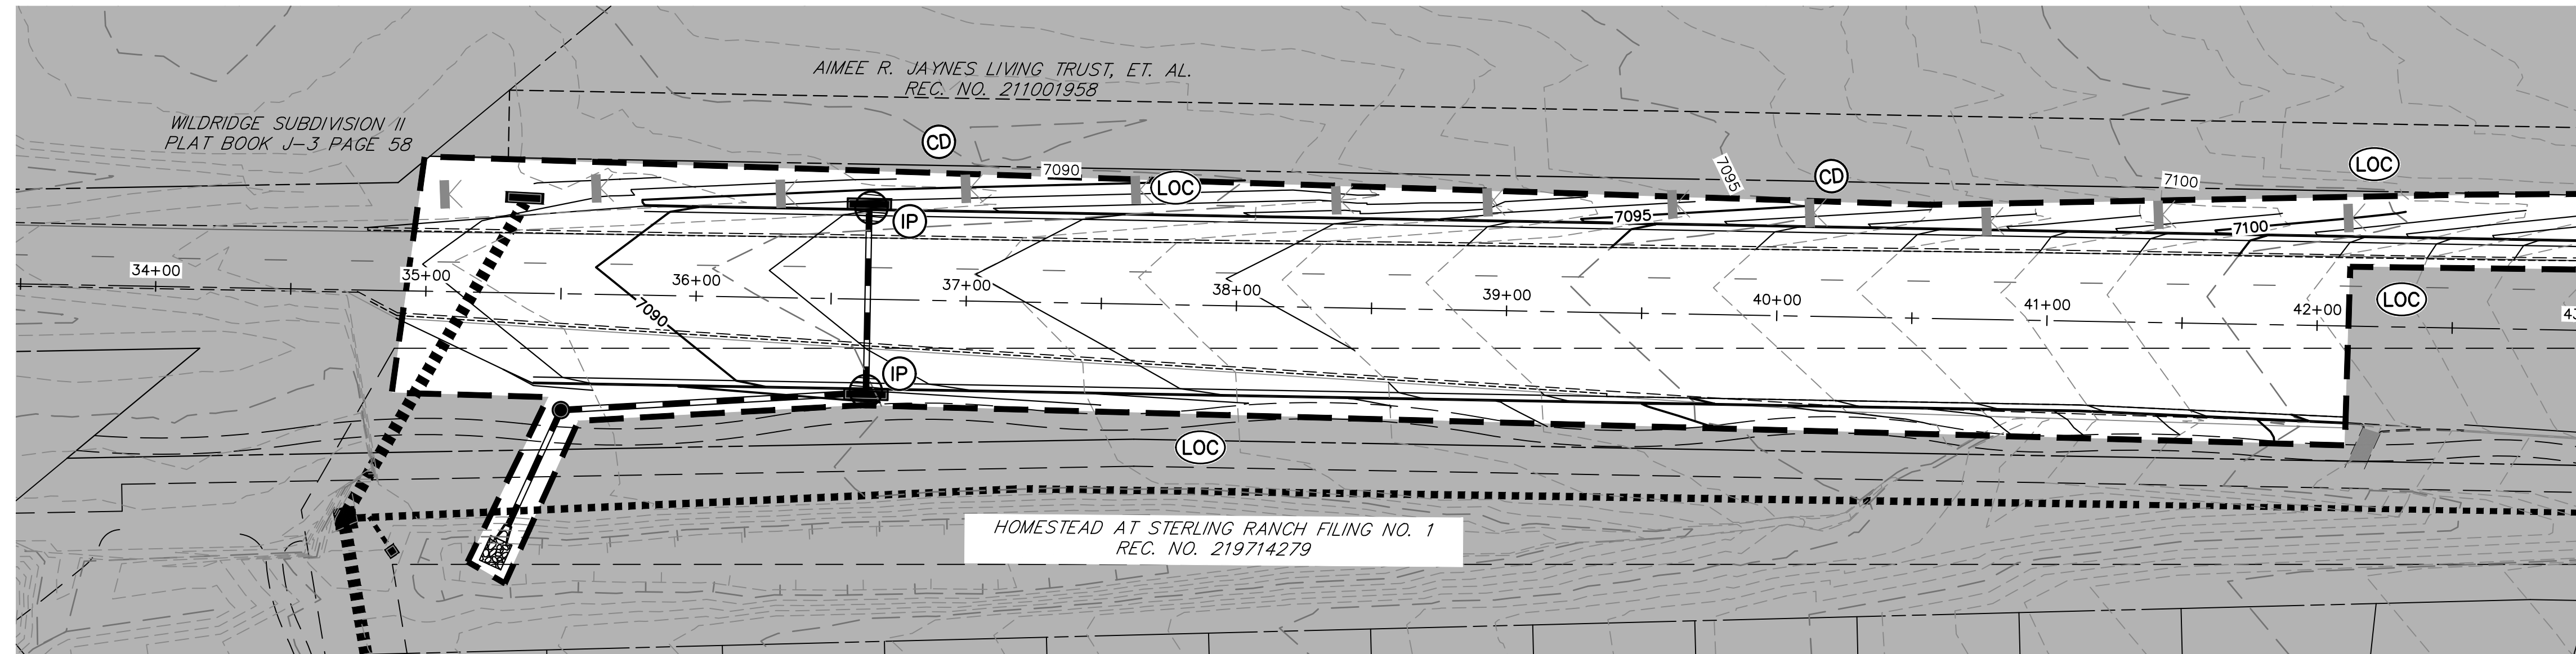 AIMEE R. JAYNES LIVING TRUST, ET. AL.
REC. NO. 211001958
WILDRIDGE SUBDIVISION II
PLAT BOOK J-3 PAGE 58
CD
7090
LOC
7095
CD
7100
LOC
IP
7095
7100
34+00
35+00
36+00
37+00
38+00
39+00
40+00
41+00
42+00
LOC
7090
IP
LOC
HOMESTEAD AT STERLING RANCH FILING NO. 1
REC. NO. 219714279